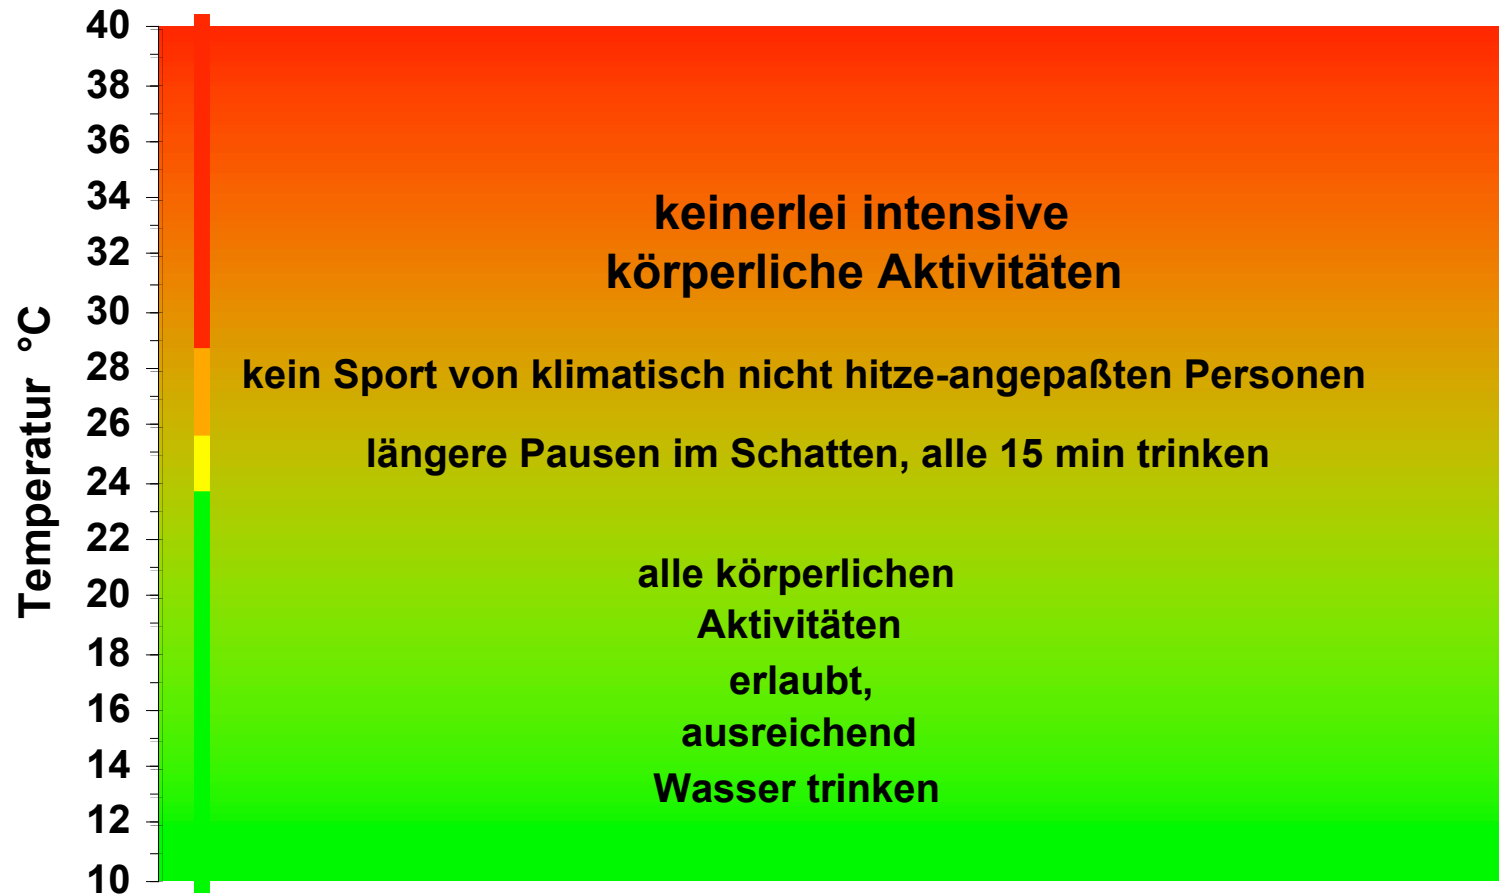 40
38
36
34
32
30
28
26
24
22
20
18
16
14
12
10
Temperatur °C
keinerlei intensive
körperliche Aktivitäten
kein Sport von klimatisch nicht hitze-angepaßten Personen
längere Pausen im Schatten, alle 15 min trinken
alle körperlichen
Aktivitäten
erlaubt,
ausreichend
Wasser trinken